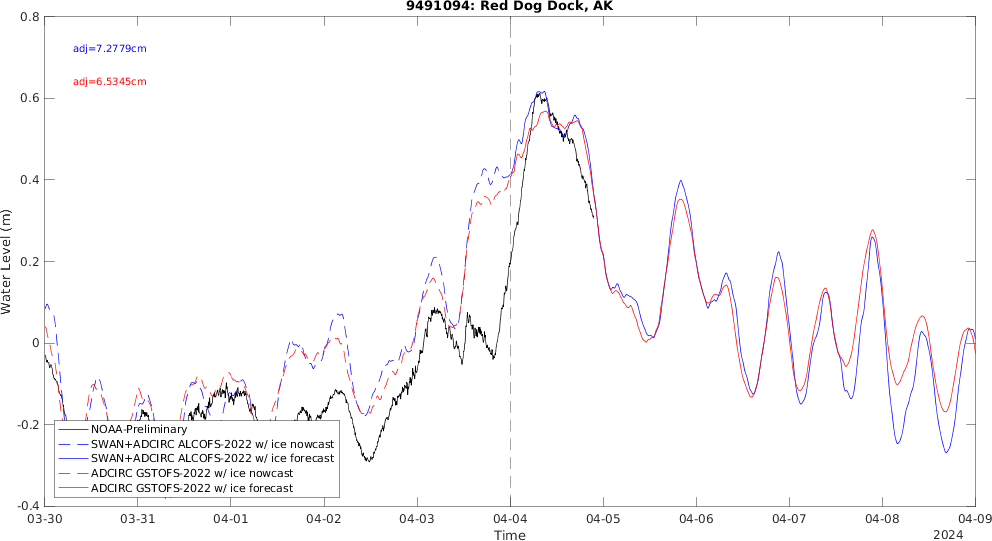 9491094: Red Dog Dock, AK
adj=7.2779cm
adj=6.5345cm
Water Level (m)
0.8
0.6
0.4
0.2
0
-0.2
-0.4
NOAA-Preliminary
SWAN+ADCIRC ALCOFS-2022 w/ ice nowcast
SWAN+ADCIRC ALCOFS-2022 w/ ice forecast
ADCIRC GSTOFS-2022 w/ ice nowcast
ADCIRC GSTOFS-2022 w/ ice forecast
03-30 03-31 04-01 04-02 04-03 04-04 04-05 04-06 04-07 04-08 04-09
Time
2024